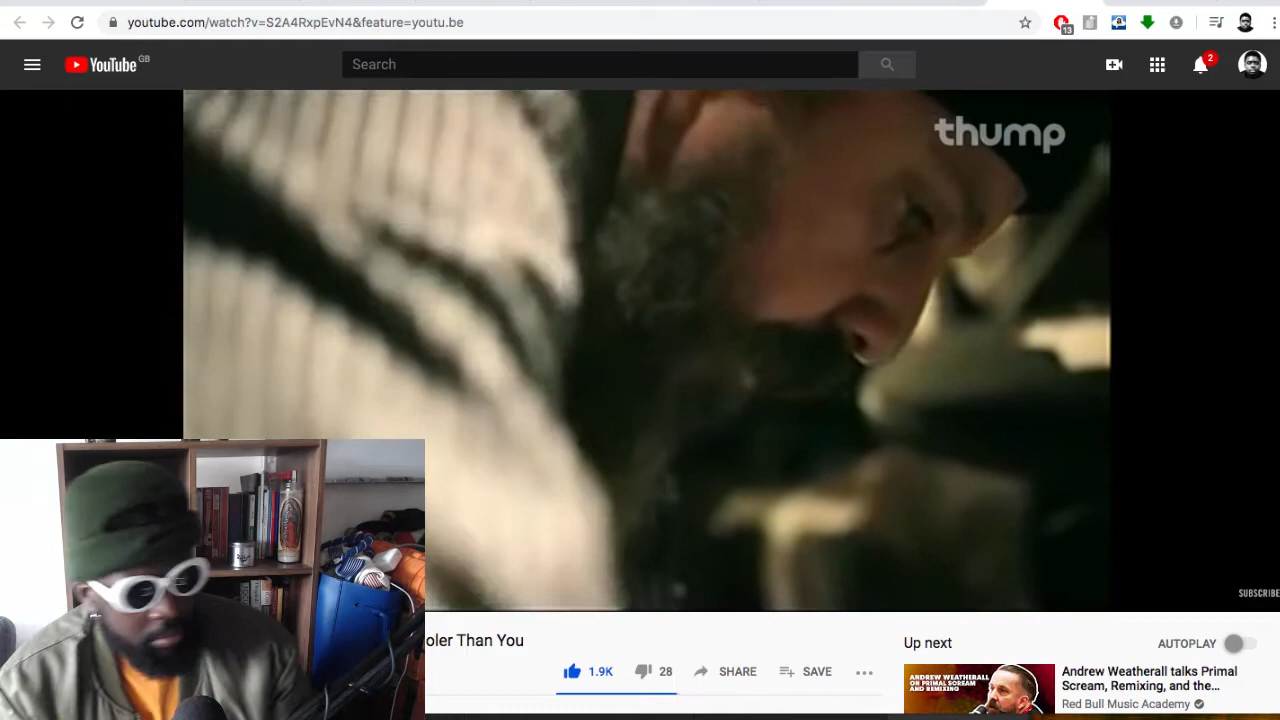 youtube.com/watch?v=S2A4RxpEvN4&feature=youtu.be
13
YouTube GB
Search
2
thump
SUBSCRIBE
oler Than You
1.9K
28
SHARE
SAVE
Up next
AUTOPLAY
ANDREW WEATHERALL
ON PRIMAL SCREAM
AND REMIXING
Andrew Weatherall talks Primal
Scream, Remixing, and the...
Red Bull Music Academy